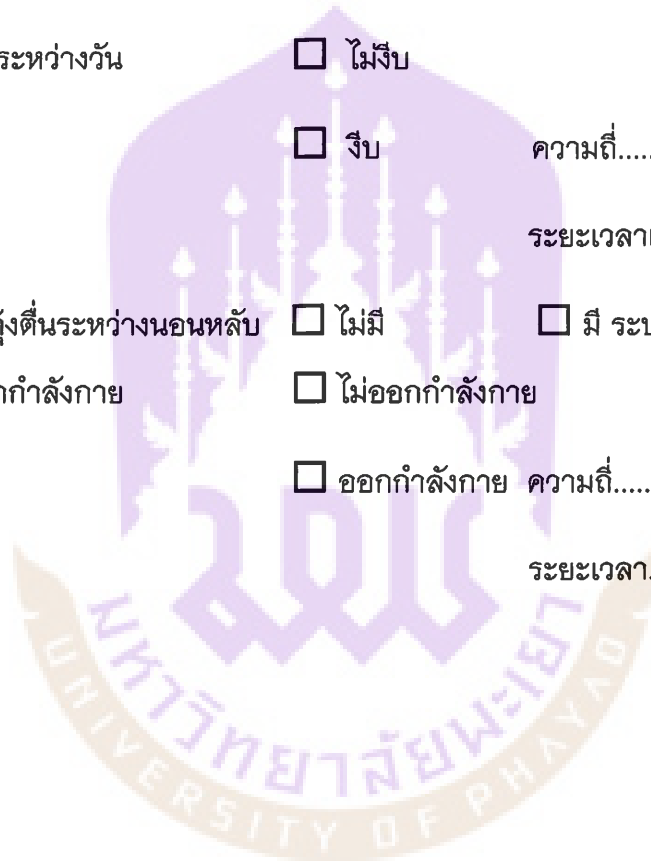 ระหว่างวัน ☐ ไม่งีบ
☐ งีบ ความถี่.....
ระยะเวลา
ุ้งตื่นระหว่างนอนหลับ ☐ ไม่มี ☐ มี ระบ
กำลังกาย ☐ ไม่ออกกำลังกาย
☐ ออกกำลังกาย ความถี่.....
ระยะเวลา.
มหาวิทยาลัยพะเยา
UNIVERSITY OF PHAYAO